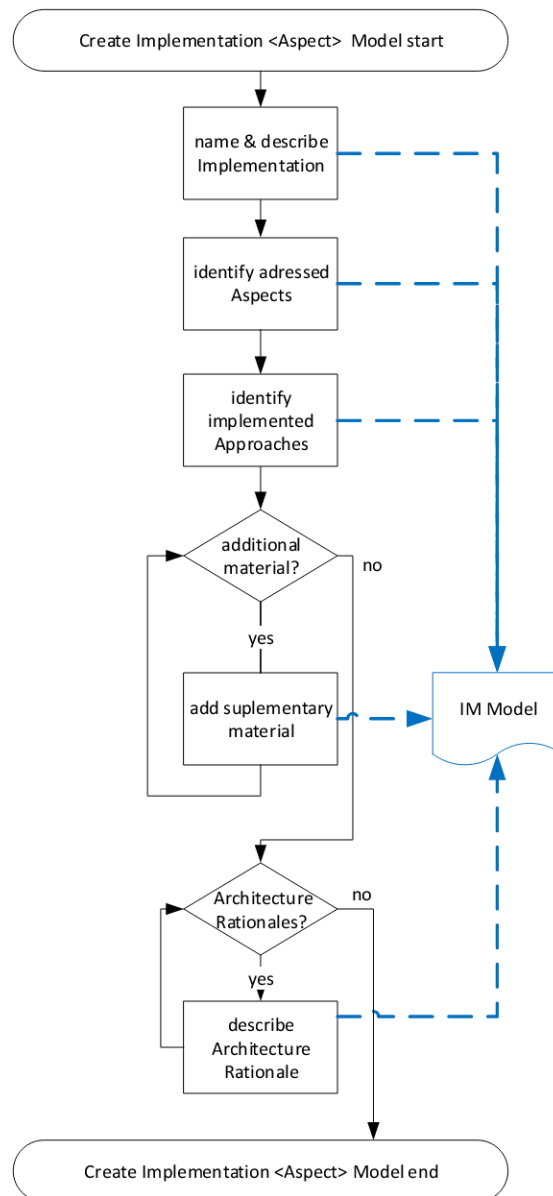 Create Implementation <Aspect>  Model start
name & describe
Implementation
identify adressed
Aspects
identify
implemented
Approaches
additional
material?
no
yes
add suplementary
material
IM Model
Architecture
Rationales?
no
yes
describe
Architecture
Rationale
Create Implementation <Aspect> Model end